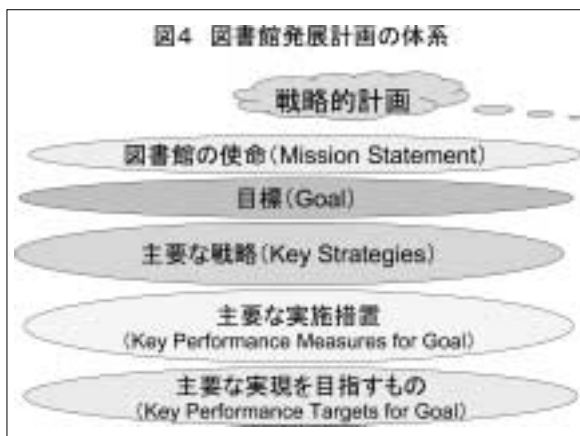 図4 図書館発展計画の体系
戦略的計画
図書館の使命(Mission Statement)
目標(Goal)
主要な戦略(Key Strategies)
主要な実施措置
(Key Performance Measures for Goal)
主要な実現を目指すもの
(Key Performance Targets for Goal)